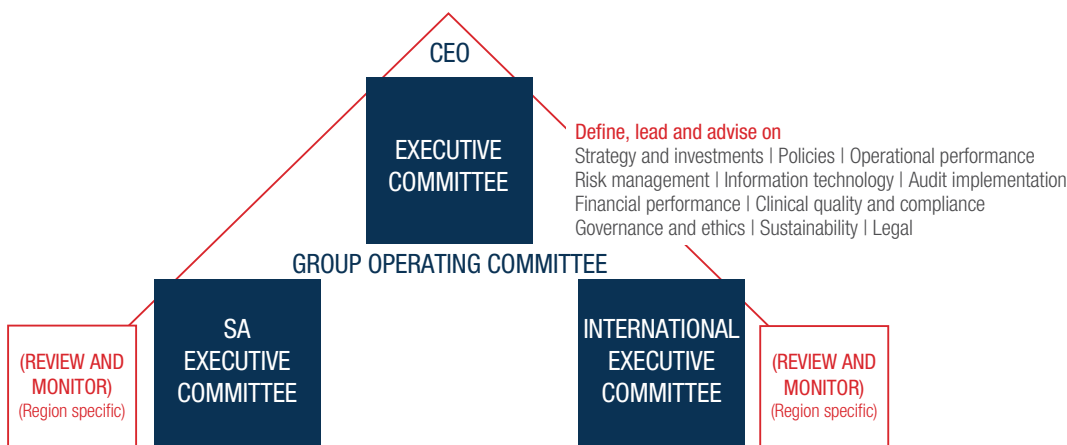 CEO
EXECUTIVE
COMMITTEE
Define, lead and advise on
Strategy and investments | Policies | Operational performance
Risk management | Information technology | Audit implementation
Financial performance | Clinical quality and compliance
Governance and ethics | Sustainability | Legal
GROUP OPERATING COMMITTEE
(REVIEW AND
MONITOR)
(Region specific)
SA
EXECUTIVE
COMMITTEE
INTERNATIONAL
EXECUTIVE
COMMITTEE
(REVIEW AND
MONITOR)
(Region specific)